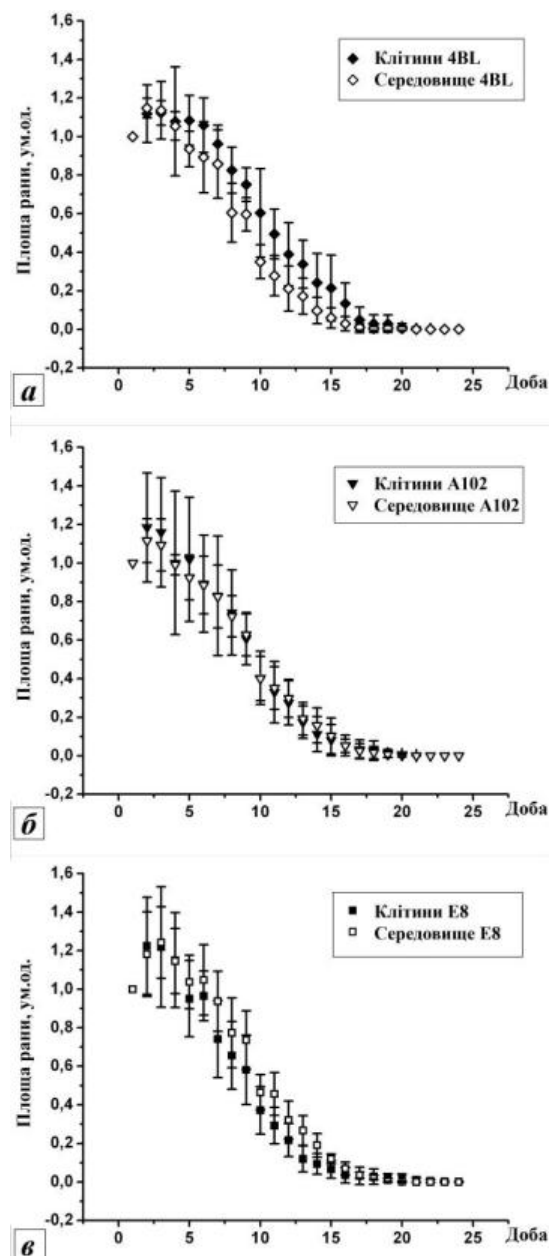 1,6
1,4
1,2
1,0
0,8
0,6
0,4
0,2
0,0
-0,2
Площа рани, ум.од.
Клітини 4BL
Середовище 4BL
0 5 10 15 20 25 Доба
а
1,6
1,4
1,2
1,0
0,8
0,6
0,4
0,2
0,0
-0,2
Площа рани, ум.од.
Клітини А102
Середовище А102
0 5 10 15 20 25 Доба
б
1,6
1,4
1,2
1,0
0,8
0,6
0,4
0,2
0,0
-0,2
Площа рани, ум.од.
Клітини Е8
Середовище Е8
0 5 10 15 20 25 Доба
в